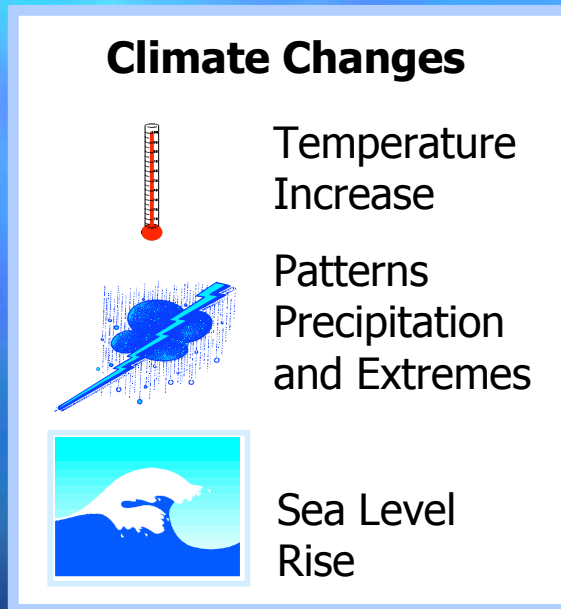 Climate Changes
Temperature
Increase
Patterns
Precipitation
and Extremes
Sea Level
Rise